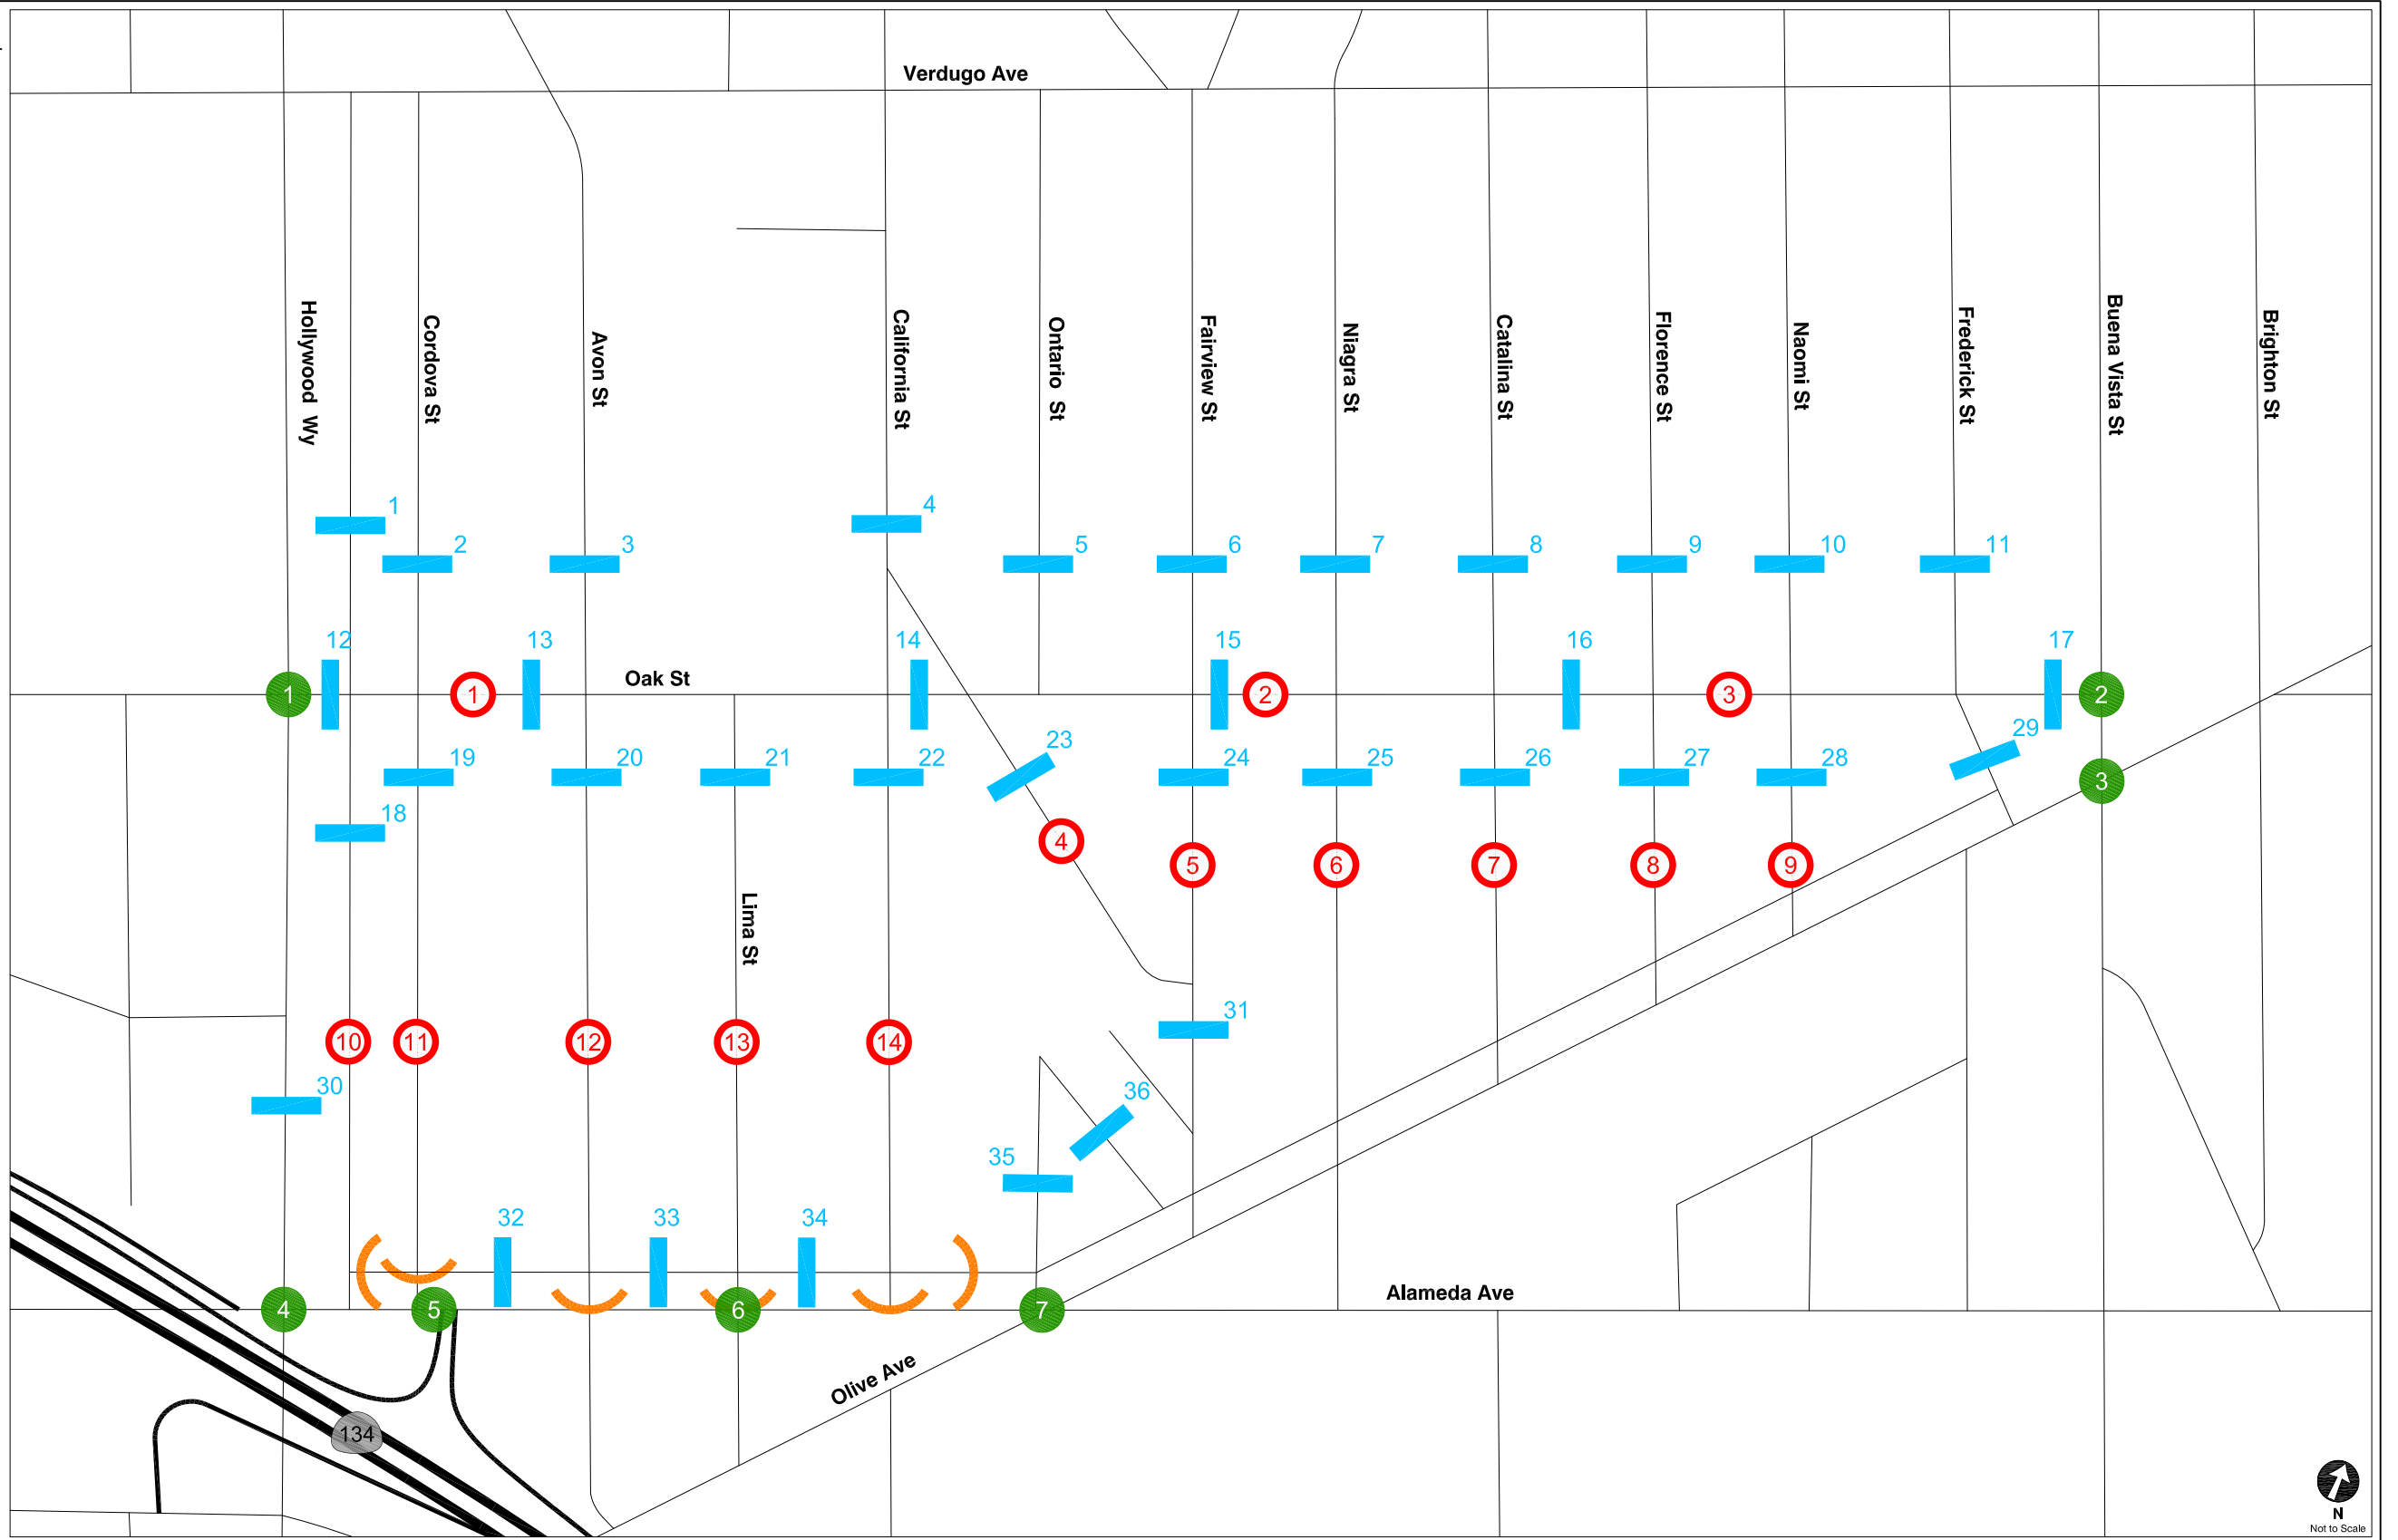 Verdugo Ave
Hollywood Wy
Cordova St
Avon St
California St
Ontario St
Fairview St
Niagra St
Catalina St
Florence St
Naomi St
Frederick St
Buena Vista St
Brighton St
1
4
2
3
5
6
7
8
9
10
11
12
13
14
15
16
17
Oak St
1
1
2
3
2
29
23
19
20
21
22
24
25
26
27
28
3
18
4
5
6
7
8
9
Lima St
31
10
11
12
13
14
30
36
35
32
33
34
Alameda Ave
4
5
6
7
Olive Ave
134
N
Not to Scale